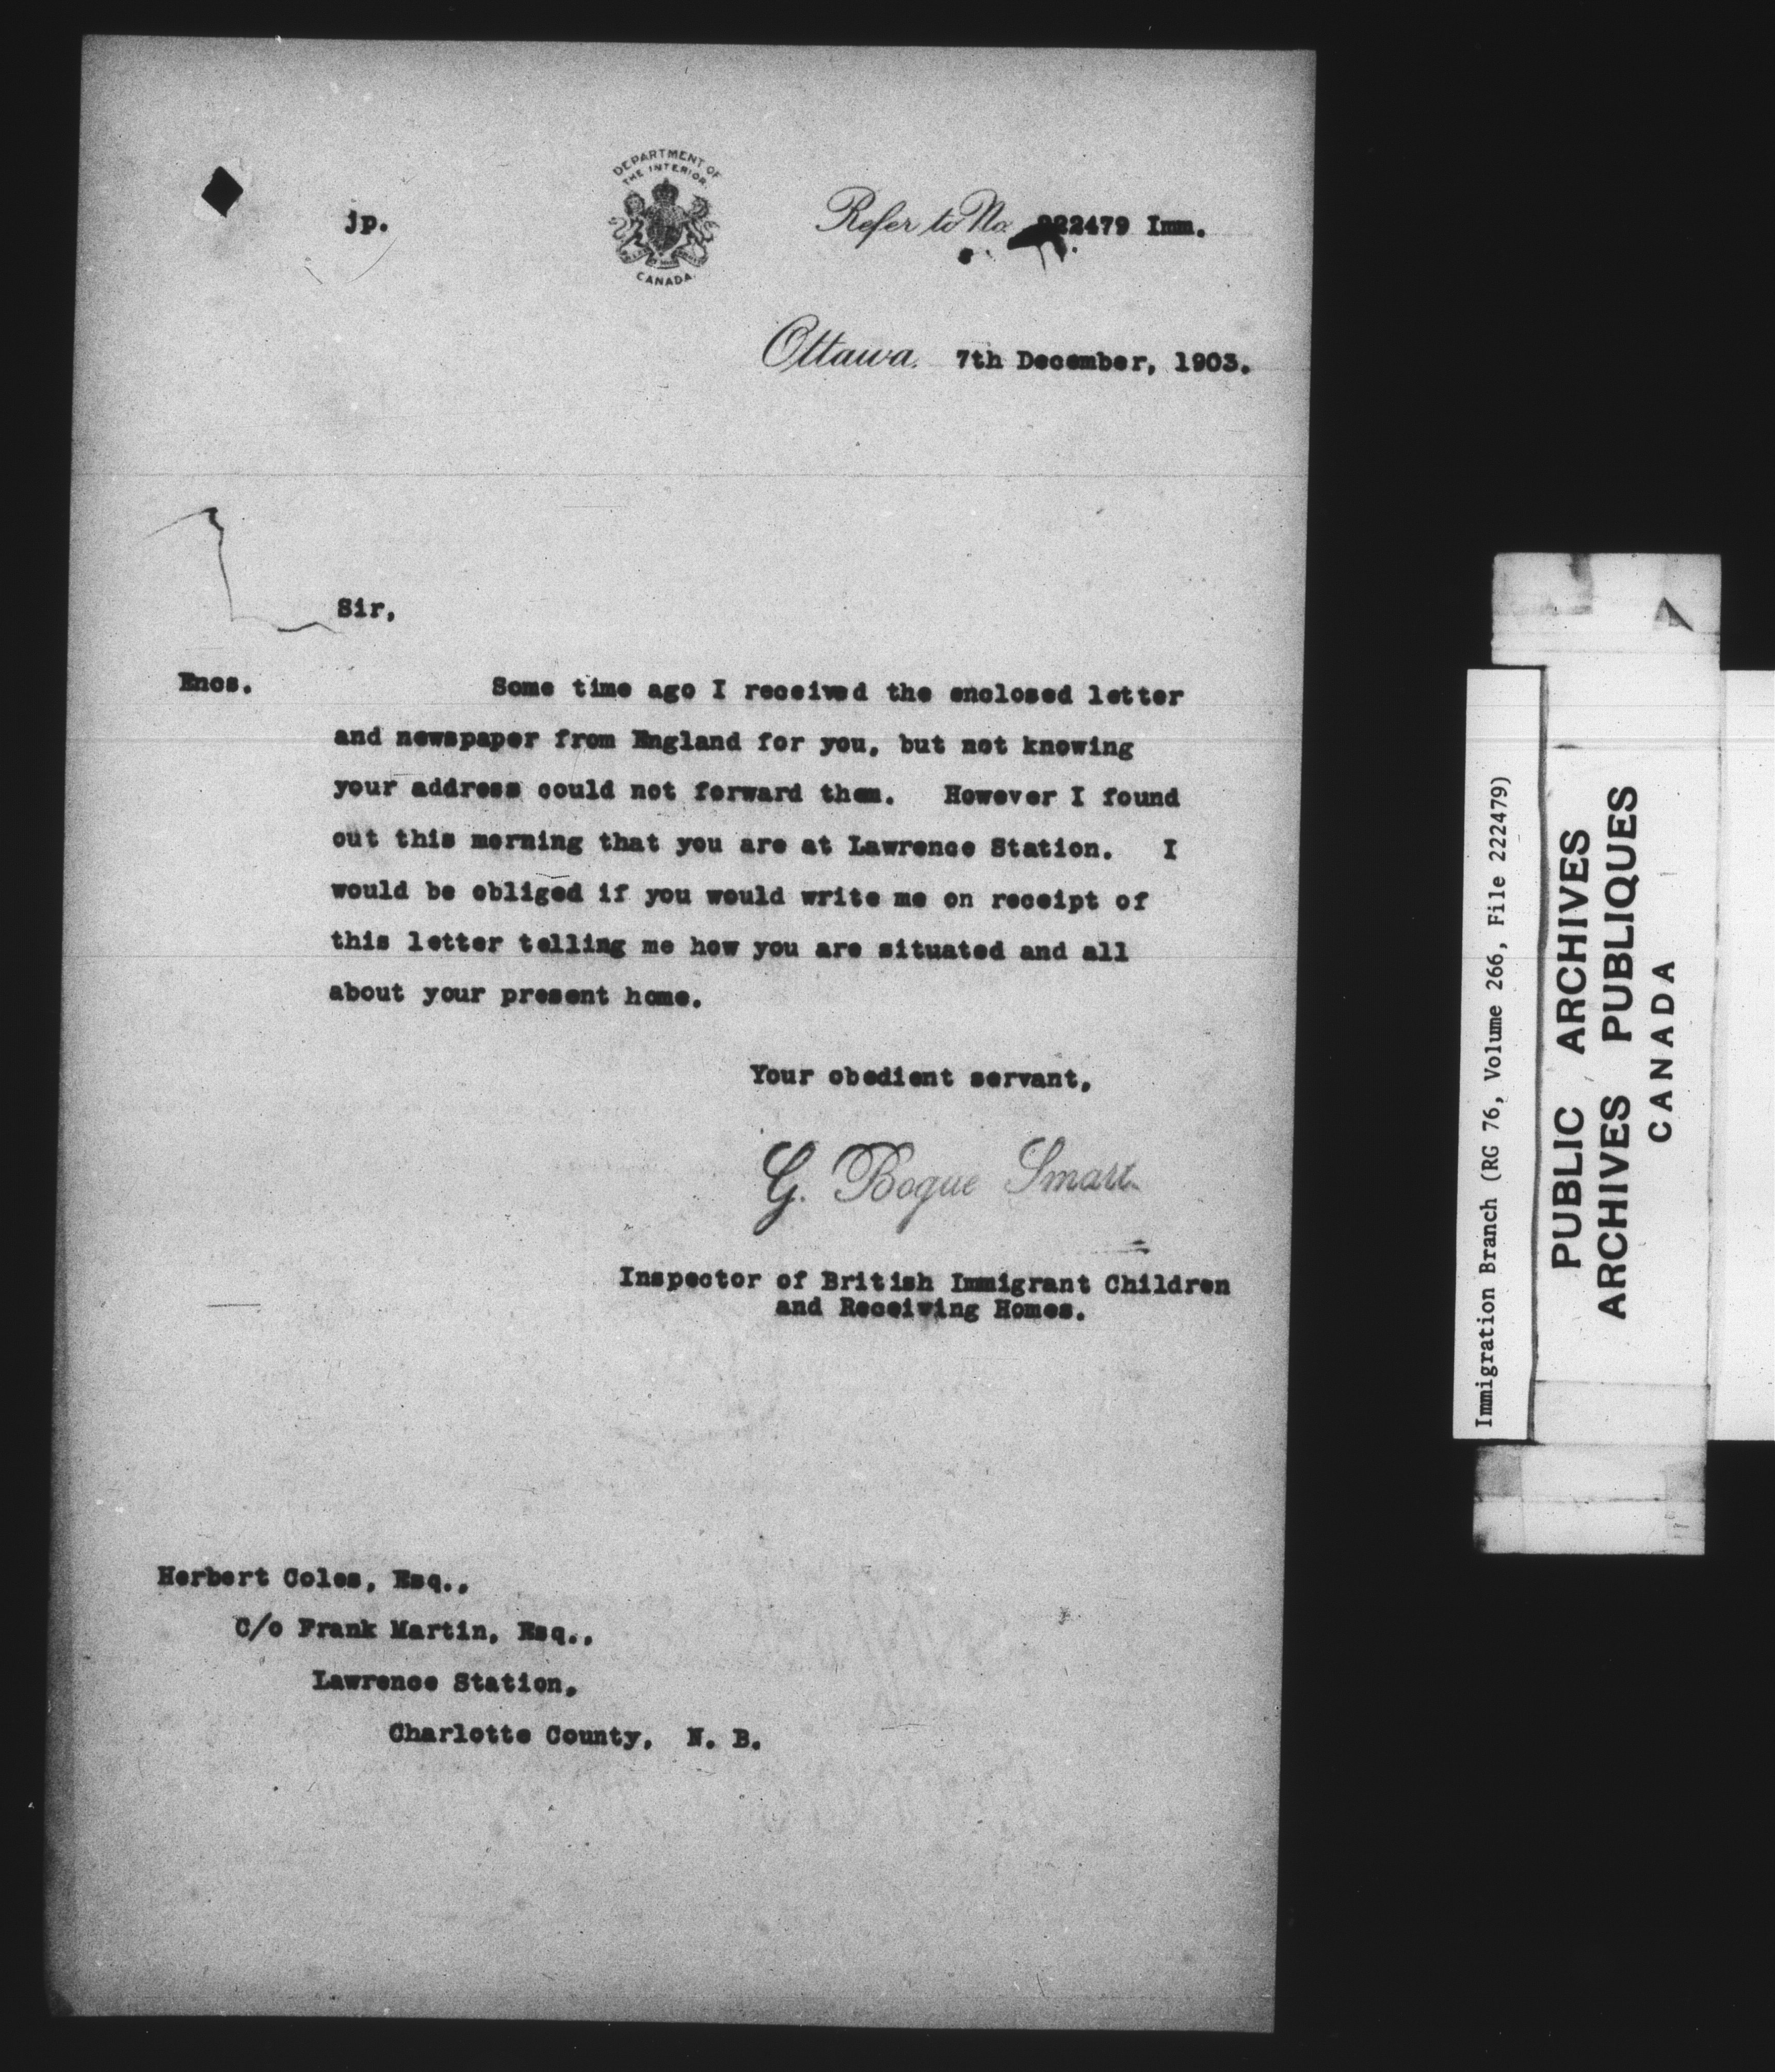 jp.
DEPARTMENT OF
THE INTERIOR.
CANADA.
Refer to No. 222479 Imm.
Ottawa, 7th December, 1903.
Sir,
Encs. Some time ago I received the enclosed letter
and newspaper from England for you, but not knowing
your address could not forward them. However I found
out this morning that you are at Lawrence Station. I
would be obliged if you would write me on receipt of
this letter telling me how you are situated and all
about your present home.
Your obedient servant,
G. Bogue Smart
Inspector of British Immigrant Children
and Receiving Homes.
Herbert Coles, Esq.,
C/o Frank Martin, Esq.,
Lawrence Station,
Charlotte County, N. B.
Immigration Branch (RG 76, Volume 266, File 222479)
PUBLIC ARCHIVES
ARCHIVES PUBLIQUES
CANADA